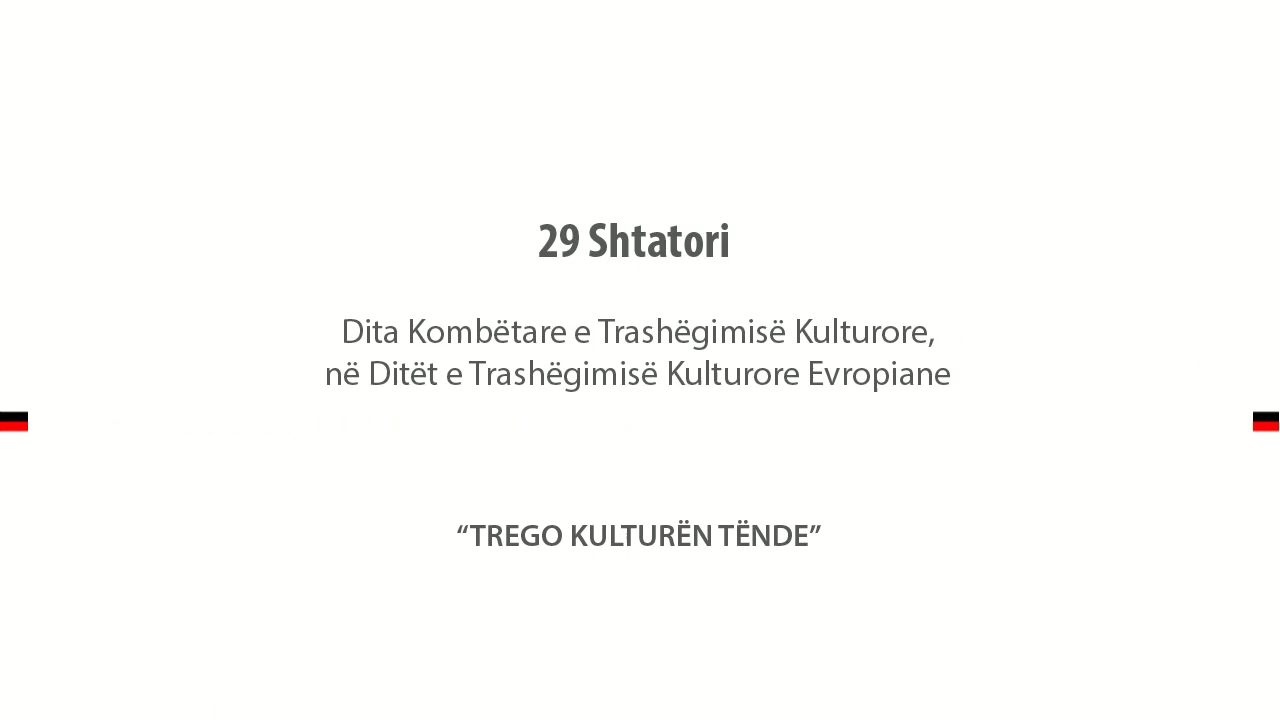 29 Shtatori
Dita Kombëtare e Trashëgimisë Kulturore,
në Ditët e Trashëgimisë Kulturore Evropiane
“TREGO KULTURËN TËNDE”